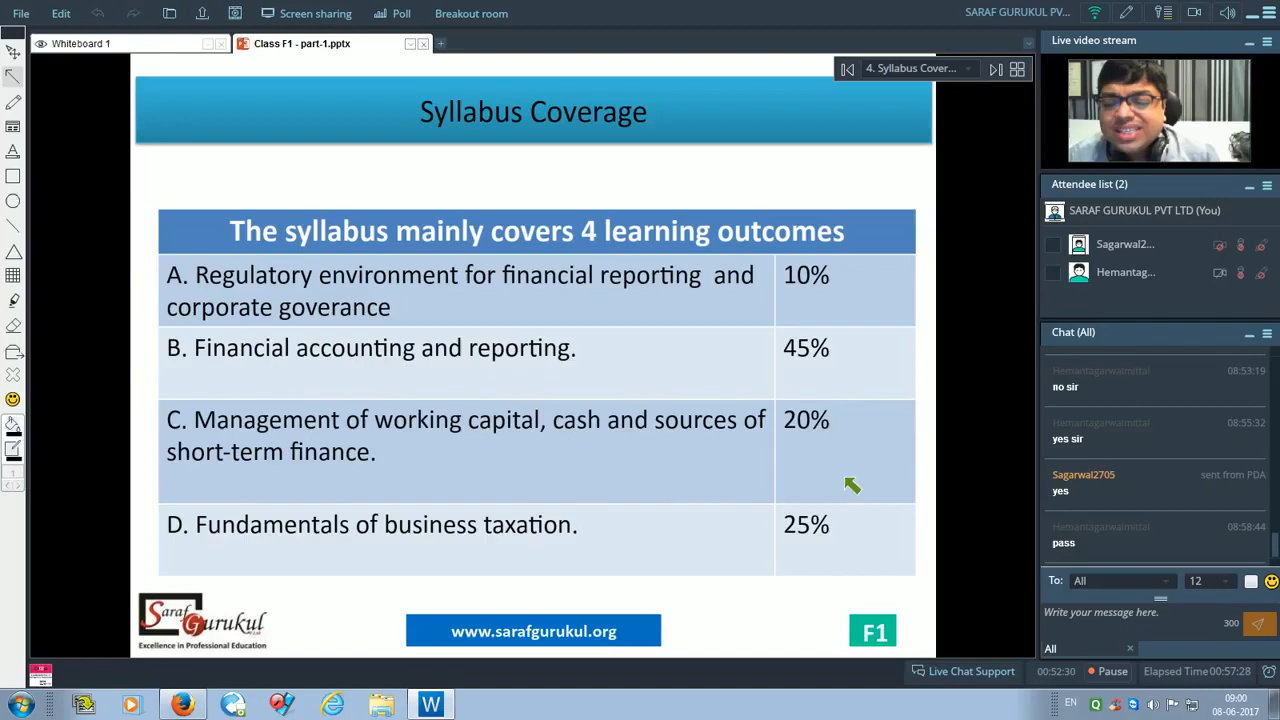 File
Edit
Screen sharing
Poll
Breakout room
SARAF GURUKUL PV...
Whiteboard 1
Class F1 - part-1.pptx
4. Syllabus Cover...
Live video stream
Syllabus Coverage
The syllabus mainly covers 4 learning outcomes
A. Regulatory environment for financial reporting and
corporate goverance
10%
B. Financial accounting and reporting.
45%
C. Management of working capital, cash and sources of
short-term finance.
20%
D. Fundamentals of business taxation.
25%
Saraf
Gurukul
Excellence in Professional Education
www.sarafgurukul.org
F1
Attendee list (2)
SARAF GURUKUL PVT LTD (You)
Sagarwal2...
Hemantag...
Chat (All)
Hemantagarwalmittal 08:53:19
no sir
Hemantagarwalmittal 08:55:32
yes sir
Sagarwal2705 sent from PDA
yes
Hemantagarwalmittal 08:58:44
pass
To: All 12
Write your message here.
300
All
Live Chat Support
00:52:30
Pause
Elapsed Time 00:57:28
EN
09:00
08-06-2017